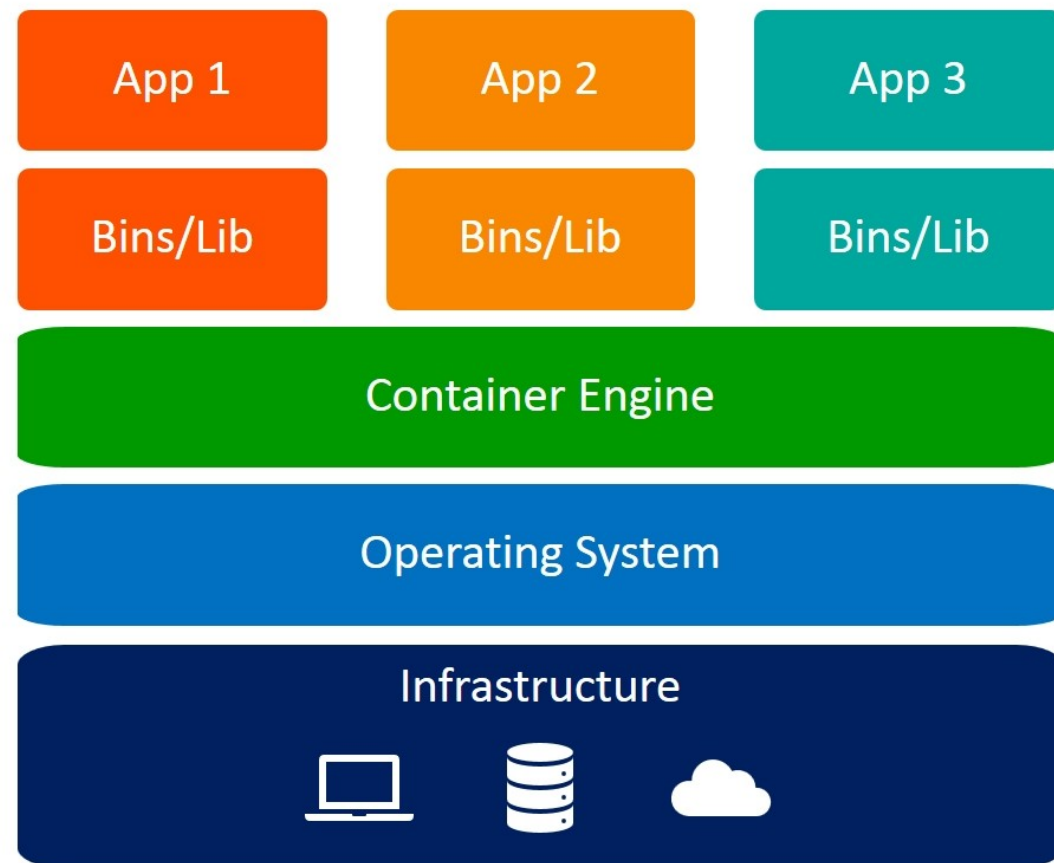 App 1
App 2
App 3
Bins/Lib
Bins/Lib
Bins/Lib
Container Engine
Operating System
Infrastructure